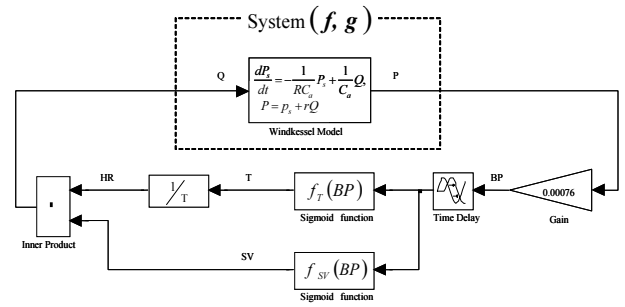 System (f, g)
Q
dP_s/dt = -1/(RC_a) P_s + 1/C_a Q,
P = p_s + rQ
P
Windkessel Model
HR
1/T
T
f_T(BP)
BP
0.00076
Sigmoid function
Time Delay
Gain
Inner Product
SV
f_SV(BP)
Sigmoid function